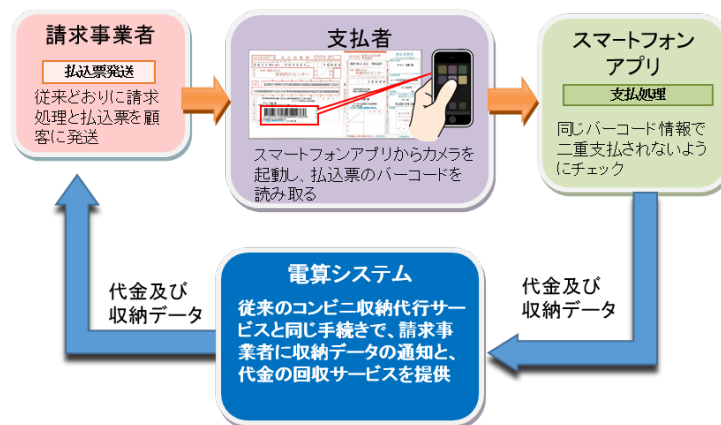 請求事業者
払込票発送
従来どおりに請求
処理と払込票を顧
客に発送
支払者
スマートフォンアプリからカメラを
起動し、払込票のバーコードを
読み取る
スマートフォン
アプリ
支払処理
同じバーコード情報で
二重支払されないよう
にチェック
代金及び
収納データ
電算システム
従来のコンビニ収納代行サー
ビスと同じ手続きで、請求事
業者に収納データの通知と、
代金の回収サービスを提供
代金及び
収納データ